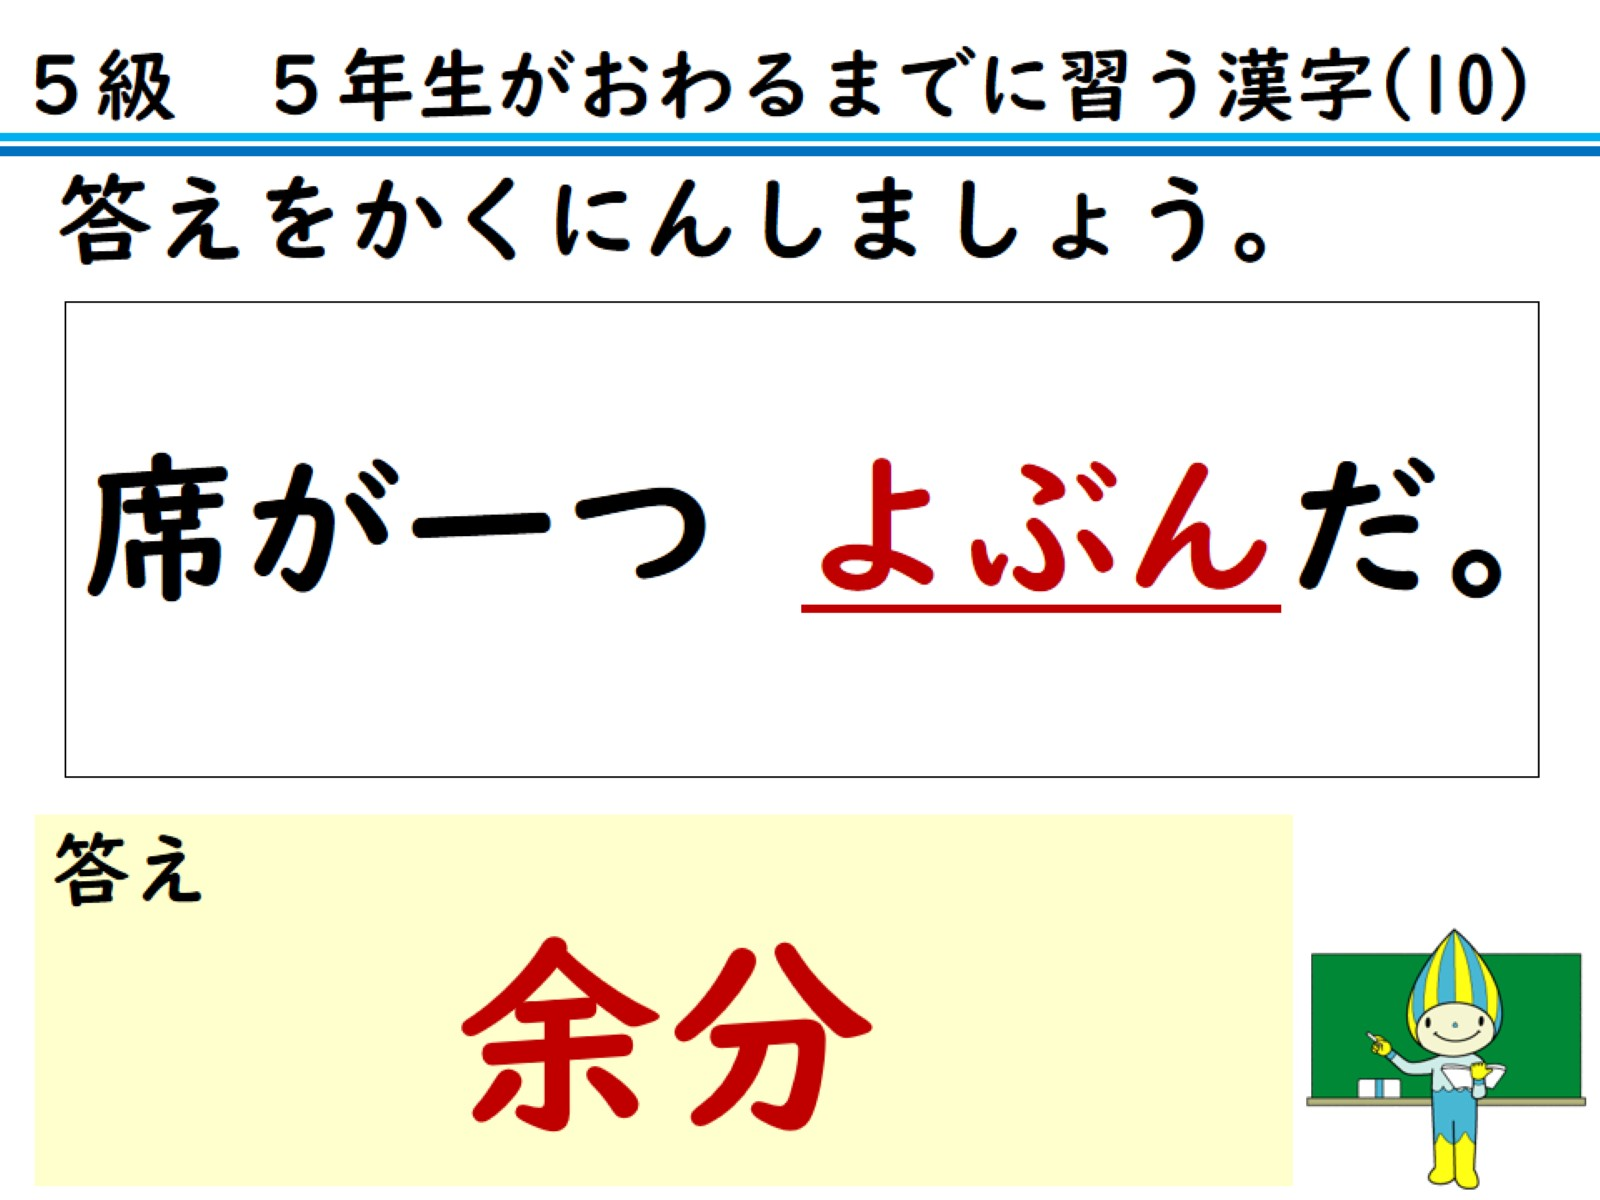 ５級　５年生がおわるまでに習う漢字(10)
答えをかくにんしましょう。
席が一つ よぶんだ。
答え
余分